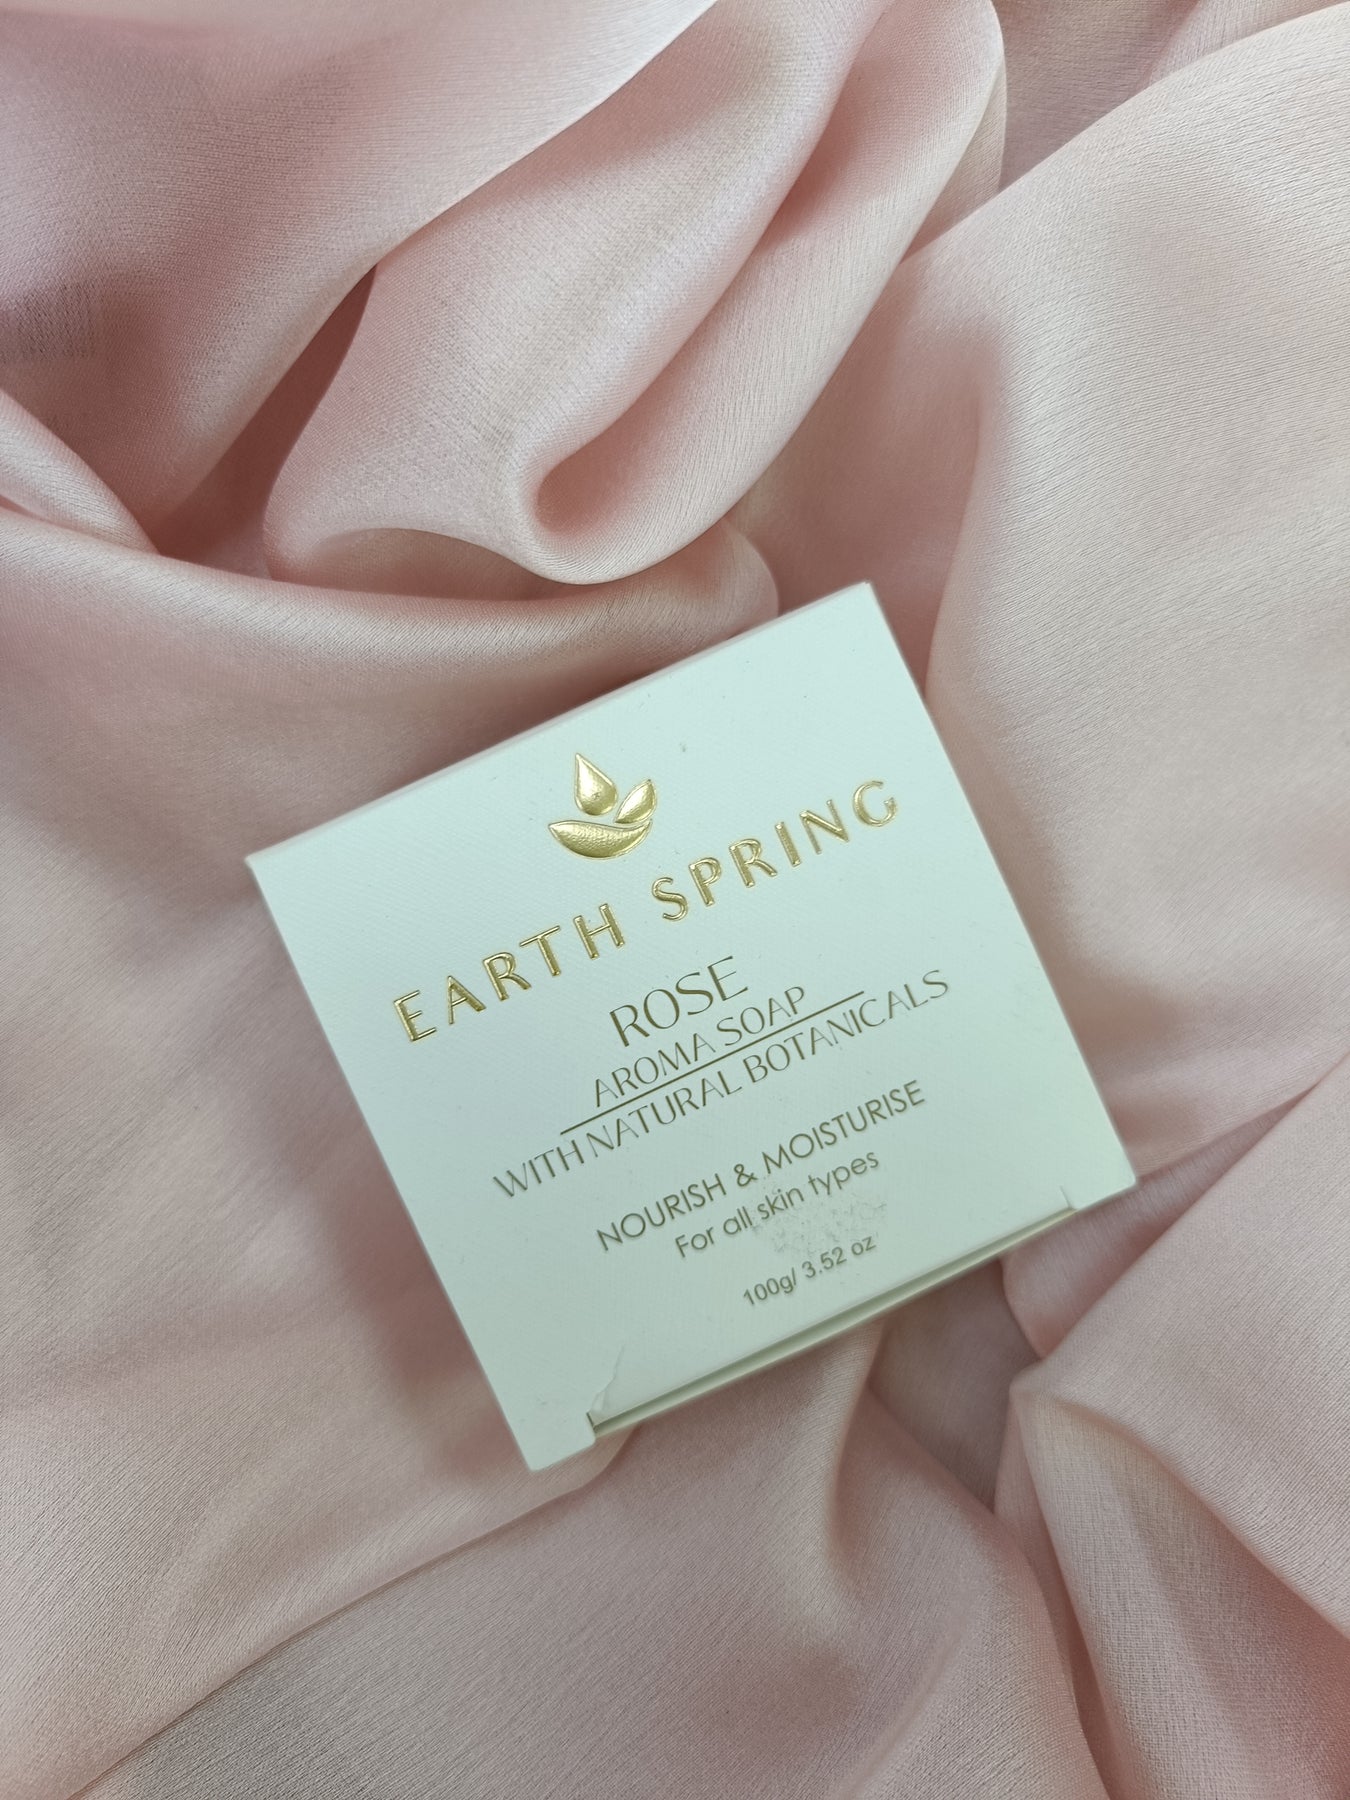 EARTH SPRING
ROSE
AROMA SOAP
WITH NATURAL BOTANICALS
NOURISH & MOISTURISE
For all skin types
100g/ 3.52 oz